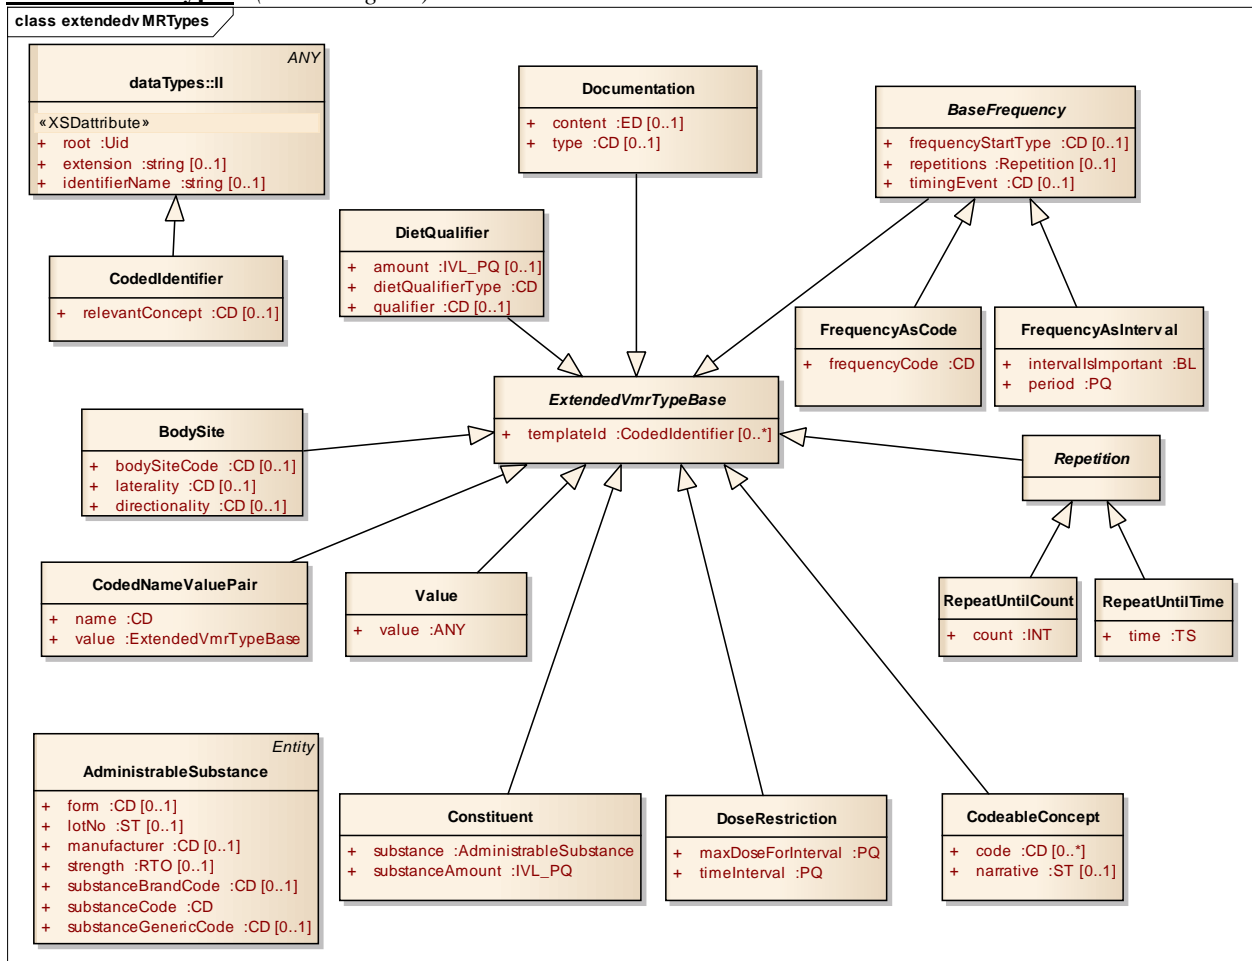 class extendedvMRTypes
ANY
dataTypes::II
«XSDattribute»
+ root :Uid
+ extension :string [0..1]
+ identifierName :string [0..1]
CodedIdentifier
+ relevantConcept :CD [0..1]
Documentation
+ content :ED [0..1]
+ type :CD [0..1]
BaseFrequency
+ frequencyStartType :CD [0..1]
+ repetitions :Repetition [0..1]
+ timingEvent :CD [0..1]
DietQualifier
+ amount :IVL_PQ [0..1]
+ dietQualifierType :CD
+ qualifier :CD [0..1]
FrequencyAsCode
+ frequencyCode :CD
FrequencyAsInterval
+ intervalIsImportant :BL
+ period :PQ
ExtendedVmrTypeBase
+ templateId :CodedIdentifier [0..*]
BodySite
+ bodySiteCode :CD [0..1]
+ laterality :CD [0..1]
+ directionality :CD [0..1]
Repetition
CodedNameValuePair
+ name :CD
+ value :ExtendedVmrTypeBase
Value
+ value :ANY
RepeatUntilCount
+ count :INT
RepeatUntilTime
+ time :TS
Entity
AdministrableSubstance
+ form :CD [0..1]
+ lotNo :ST [0..1]
+ manufacturer :CD [0..1]
+ strength :RTO [0..1]
+ substanceBrandCode :CD [0..1]
+ substanceCode :CD
+ substanceGenericCode :CD [0..1]
Constituent
+ substance :AdministrableSubstance
+ substanceAmount :IVL_PQ
DoseRestriction
+ maxDoseForInterval :PQ
+ timeInterval :PQ
CodeableConcept
+ code :CD [0..*]
+ narrative :ST [0..1]